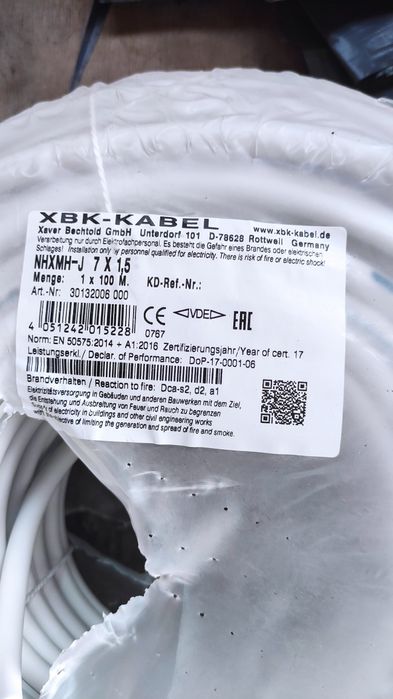 XBK-KABEL
Xaver Bechtold GmbH Unterdorf 101 D-78628 Rottweil Germany
www.xbk-kabel.de
Verarbeitung nur durch Elektrofachpersonal. Es besteht die Gefahr eines Brandes oder elektrischen
Schlages! Installation only by personnel qualified for electricity. There is risk of fire or electric shock!
NHXMH-J 7 X 1,5
Menge: 1 x 100 M. KD-Ref.-Nr.:
Art.-Nr: 30132006 000
4 051242 015228
CE VDE EAC
0767
Norm: EN 50575:2014 + A1:2016 Zertifizierungsjahr/Year of cert. 17
Leistungserkl./ Declar. of Performance: DoP-17-0001-06
Brandverhalten / Reaction to fire: Dca-s2, d2, a1
Elektrizitätsversorgung in Gebäuden und anderen Bauwerken mit dem Ziel,
die Entstehung und Ausbreitung von Feuer und Rauch zu begrenzen
of electricity in buildings and other civil engineering works
of limiting the generation and spread of fire and smoke.